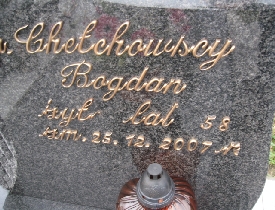 Chełchowscy
Bogdan
żył lat 58
zm. 25. 12. 2007 r.